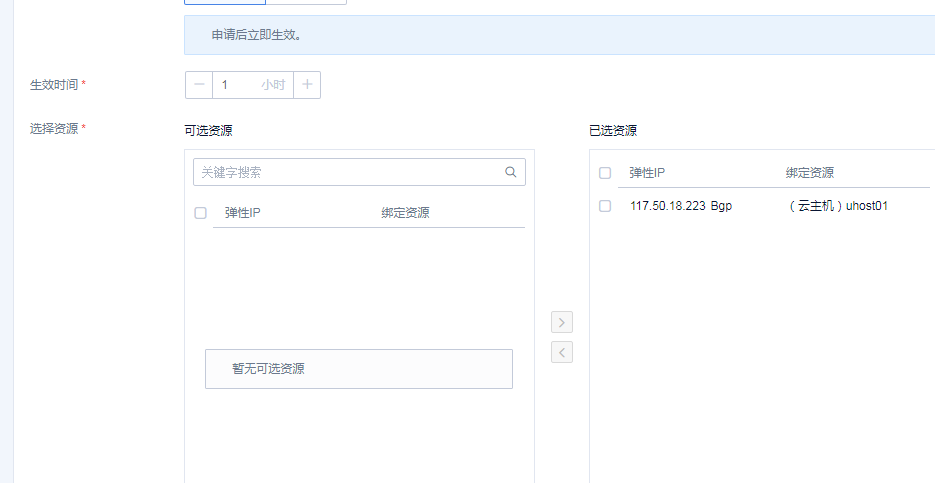 申请后立即生效。
生效时间 *
1 小时
选择资源 *
可选资源
已选资源
关键字搜索
弹性IP 绑定资源
弹性IP 绑定资源
117.50.18.223 Bgp （云主机）uhost01
暂无可选资源